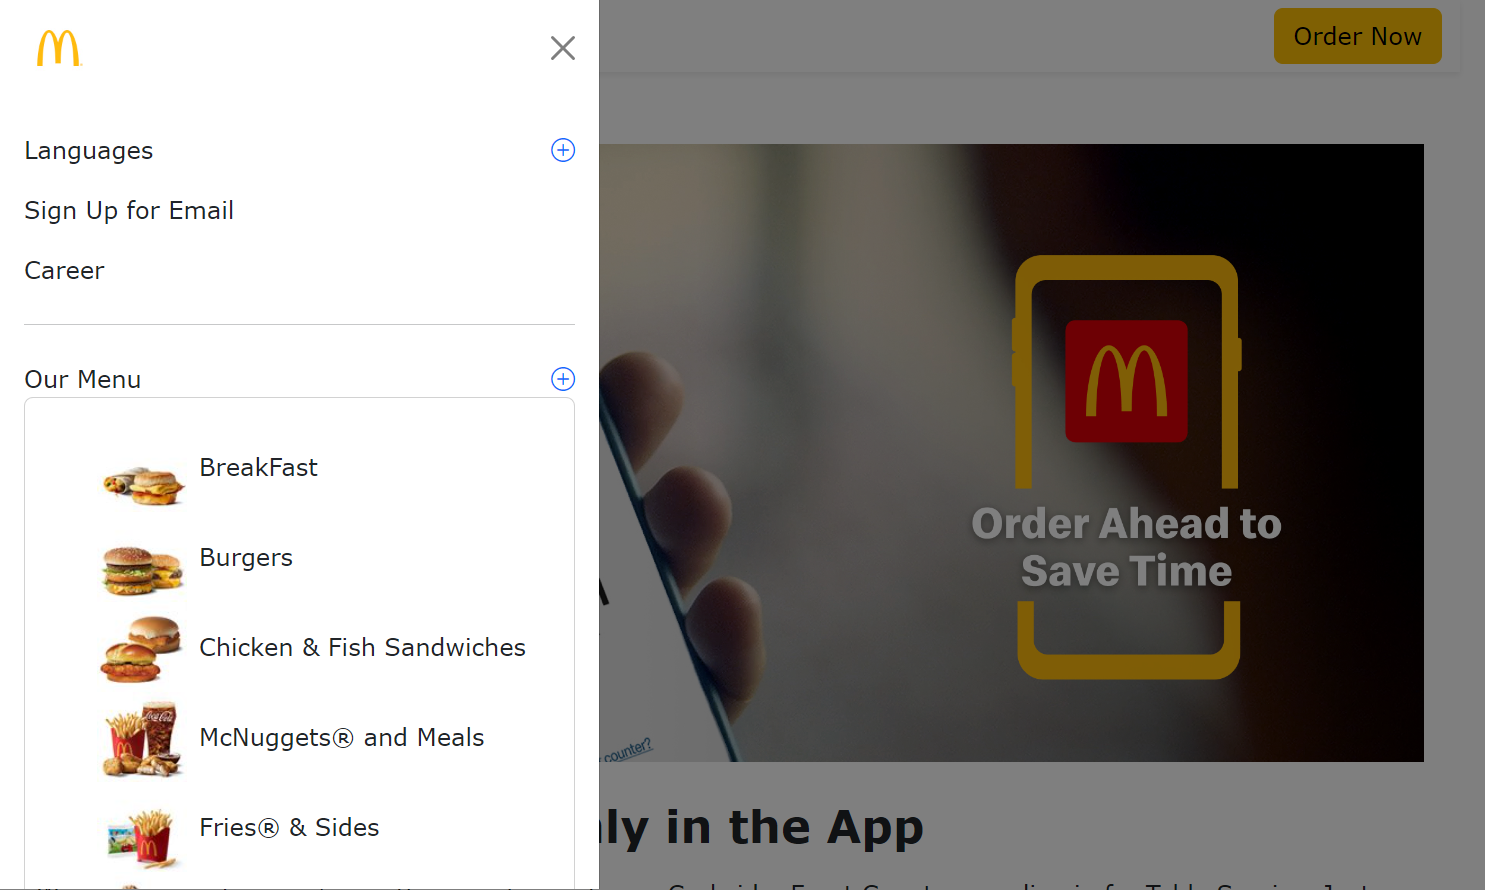 Order Now
Languages
Sign Up for Email
Career
Our Menu
BreakFast
Burgers
Chicken & Fish Sandwiches
McNuggets® and Meals
Fries® & Sides
Order Ahead to
Save Time
counter?
in the App